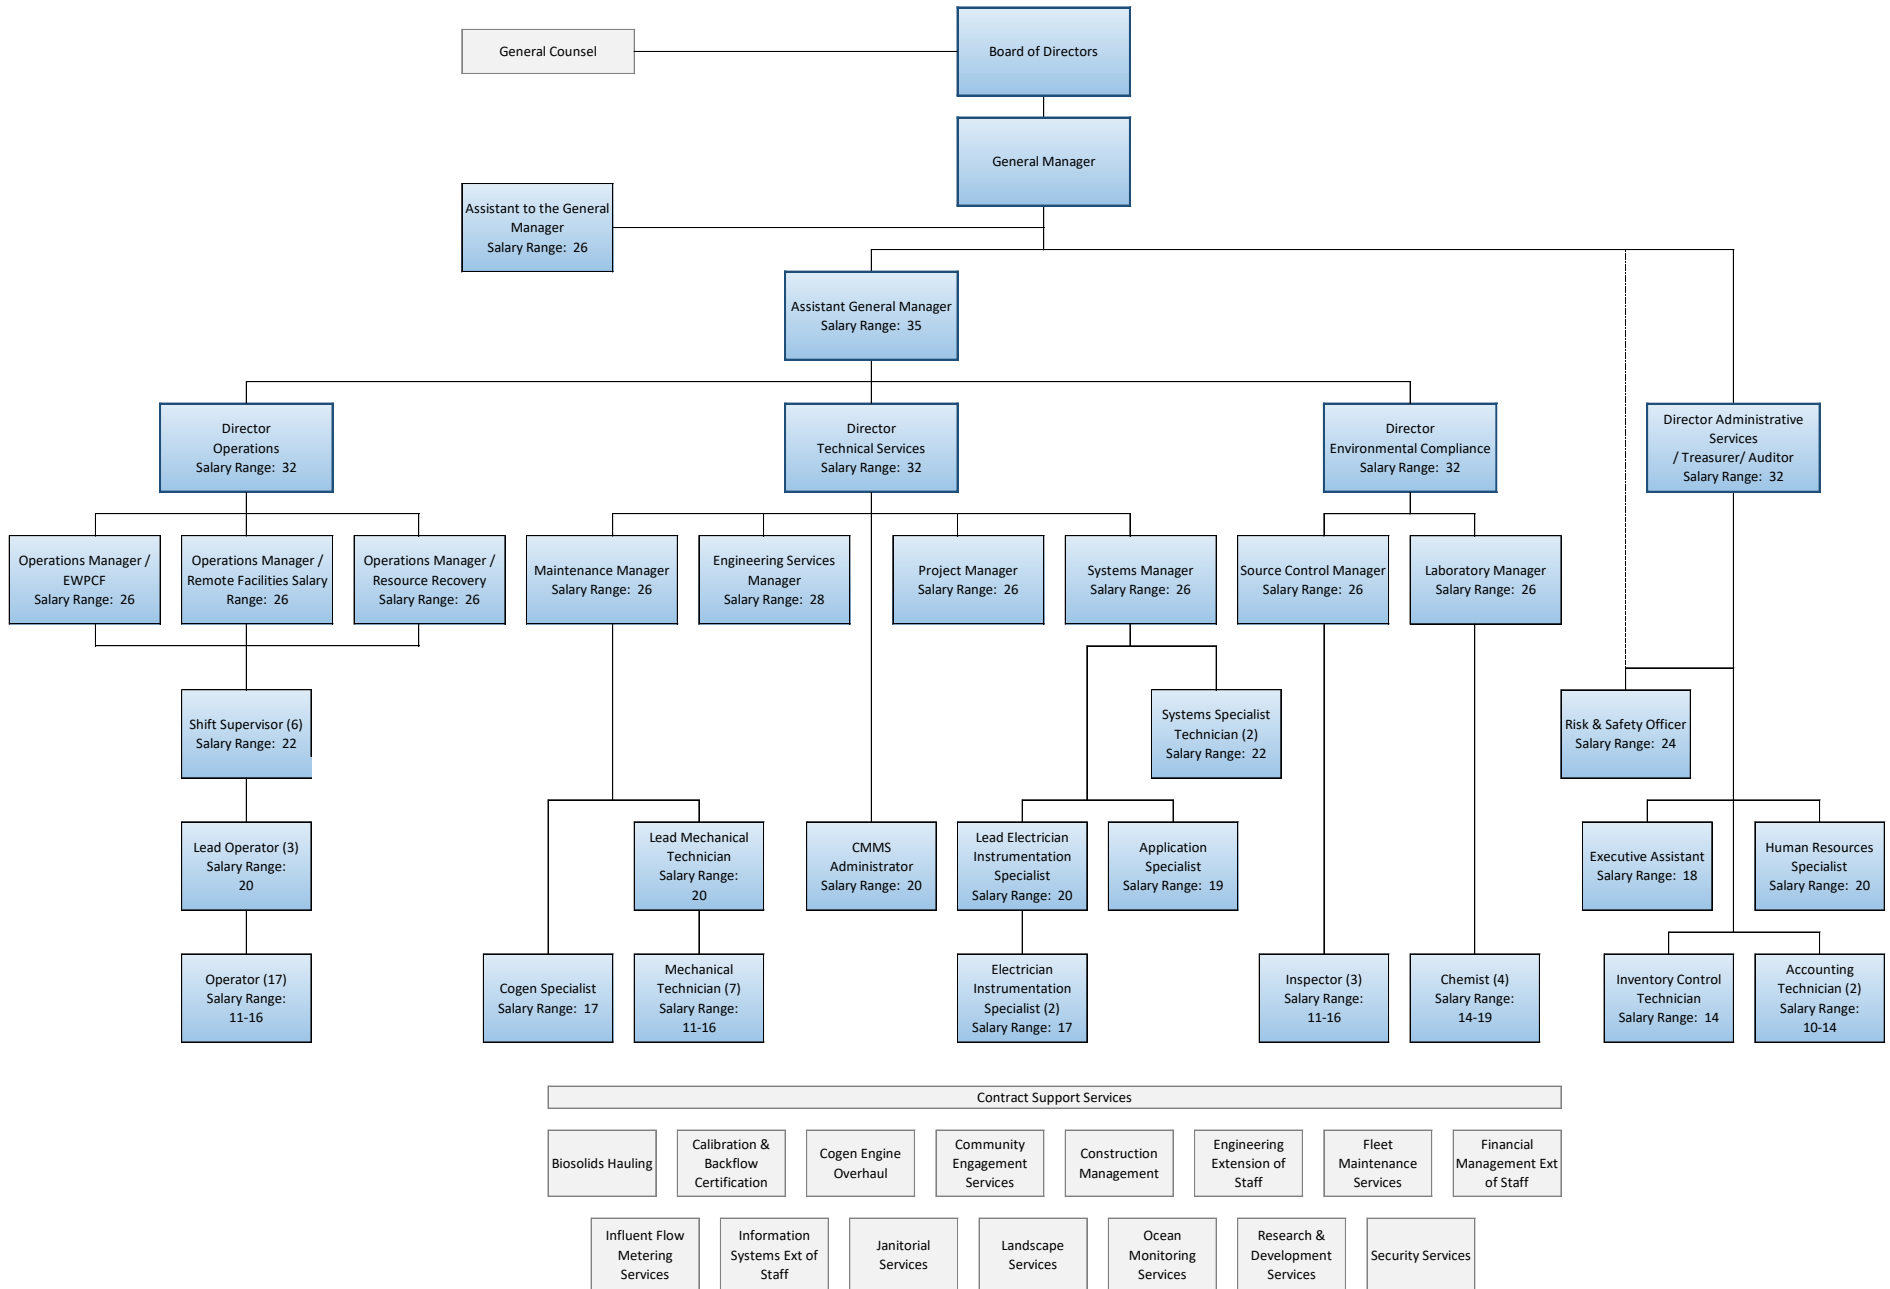 General Counsel
Board of Directors
General Manager
Assistant to the General
Manager
Salary Range:  26
Assistant General Manager
Salary Range:  35
Director
Operations
Salary Range:  32
Director
Technical Services
Salary Range:  32
Director
Environmental Compliance
Salary Range:  32
Director Administrative
Services
/ Treasurer/ Auditor
Salary Range:  32
Operations Manager /
EWPCF
Salary Range:  26
Operations Manager /
Remote Facilities Salary
Range:  26
Operations Manager /
Resource Recovery
Salary Range:  26
Maintenance Manager
Salary Range:  26
Engineering Services
Manager
Salary Range:  28
Project Manager
Salary Range:  26
Systems Manager
Salary Range:  26
Source Control Manager
Salary Range:  26
Laboratory Manager
Salary Range:  26
Shift Supervisor (6)
Salary Range:  22
Systems Specialist
Technician (2)
Salary Range:  22
Risk & Safety Officer
Salary Range:  24
Lead Operator (3)
Salary Range:
20
Lead Mechanical
Technician
Salary Range:
20
CMMS
Administrator
Salary Range:  20
Lead Electrician
Instrumentation
Specialist
Salary Range:  20
Application
Specialist
Salary Range:  19
Executive Assistant
Salary Range:  18
Human Resources
Specialist
Salary Range:  20
Operator (17)
Salary Range:
11-16
Cogen Specialist
Salary Range:  17
Mechanical
Technician (7)
Salary Range:
11-16
Electrician
Instrumentation
Specialist (2)
Salary Range:  17
Inspector (3)
Salary Range:
11-16
Chemist (4)
Salary Range:
14-19
Inventory Control
Technician
Salary Range:  14
Accounting
Technician (2)
Salary Range:
10-14
Contract Support Services
Biosolids Hauling
Calibration &
Backflow
Certification
Cogen Engine
Overhaul
Community
Engagement
Services
Construction
Management
Engineering
Extension of
Staff
Fleet
Maintenance
Services
Financial
Management Ext
of Staff
Influent Flow
Metering
Services
Information
Systems Ext of
Staff
Janitorial
Services
Landscape
Services
Ocean
Monitoring
Services
Research &
Development
Services
Security Services